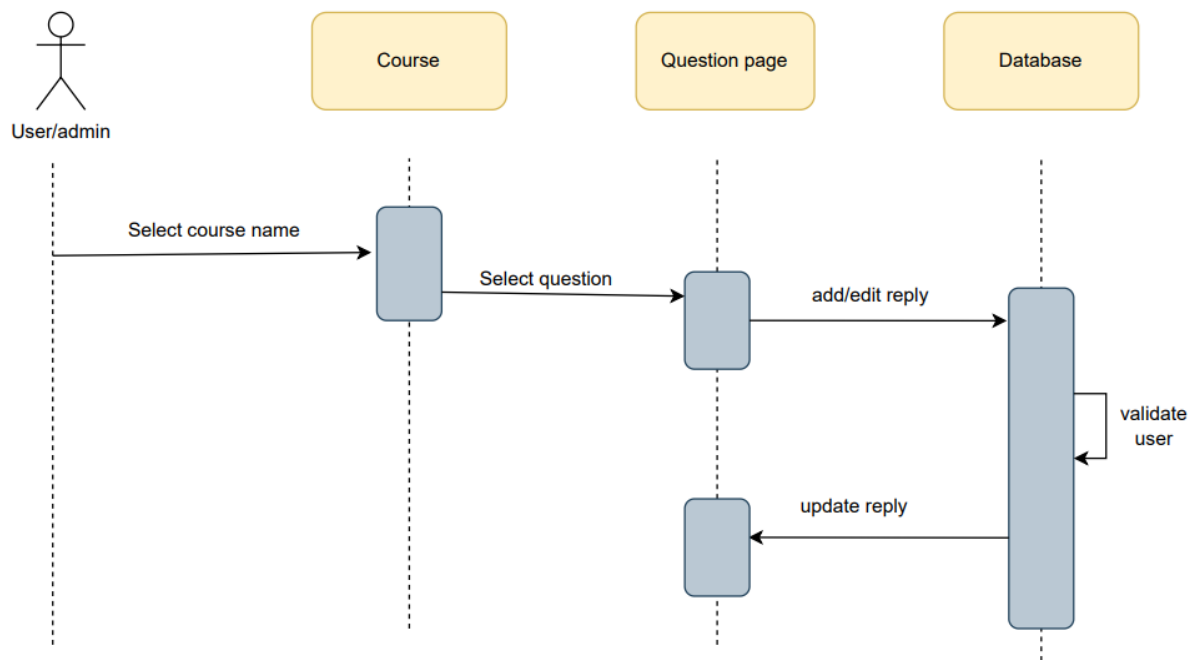 Course
Question page
Database
User/admin
Select course name
Select question
add/edit reply
validate
user
update reply